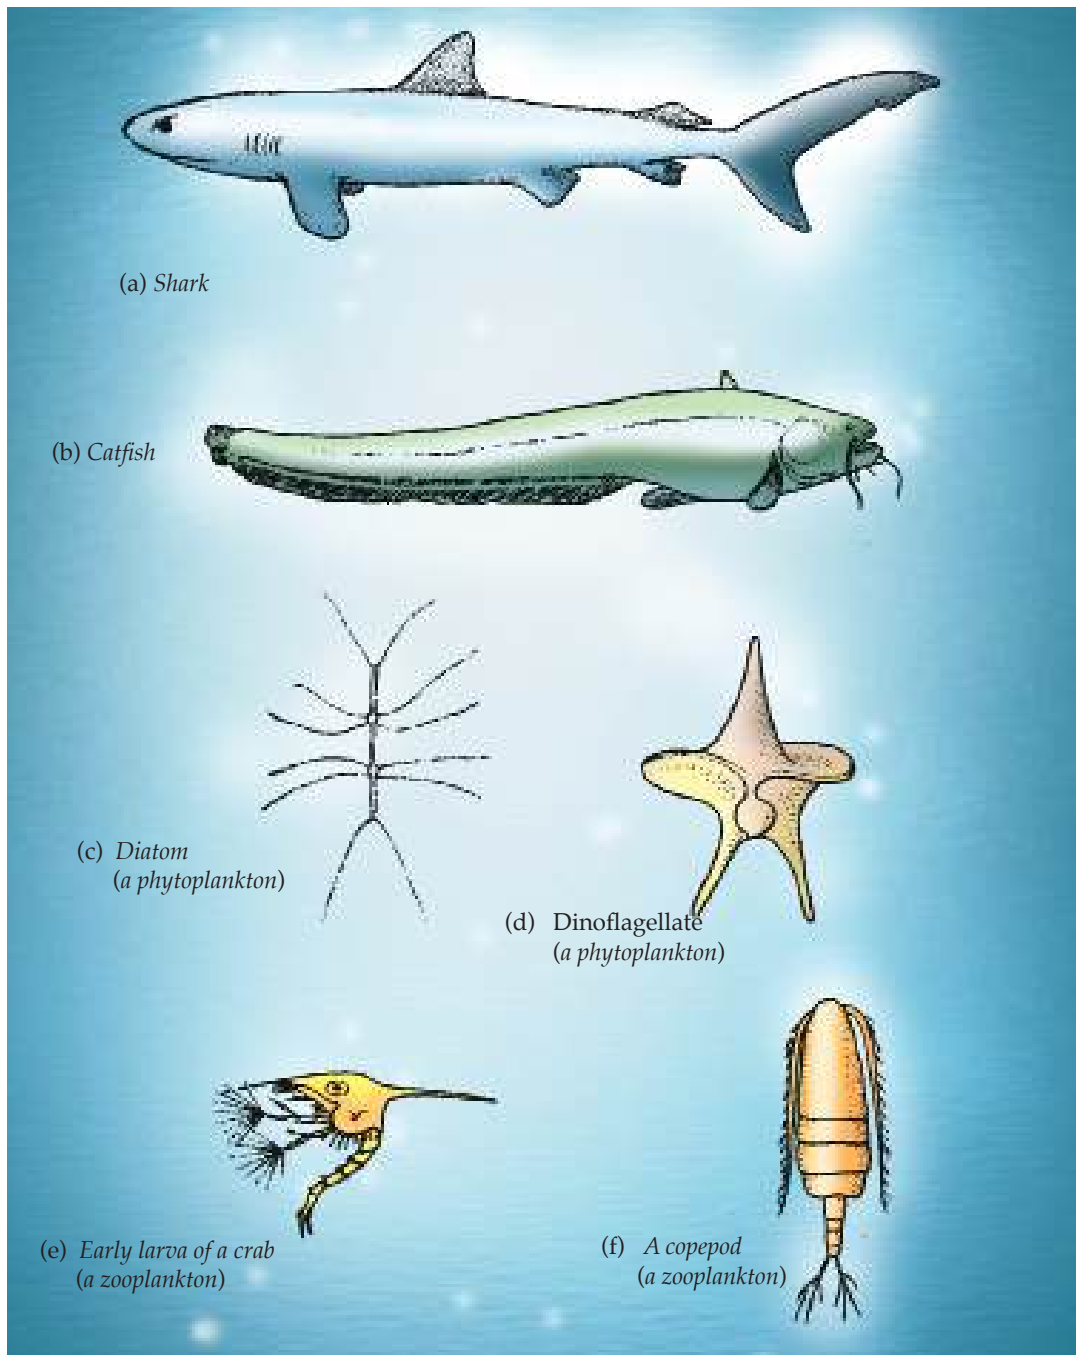 (a) Shark
(b) Catfish
(c) Diatom
(a phytoplankton)
(d) Dinoflagellate
(a phytoplankton)
(e) Early larva of a crab
(a zooplankton)
(f) A copepod
(a zooplankton)